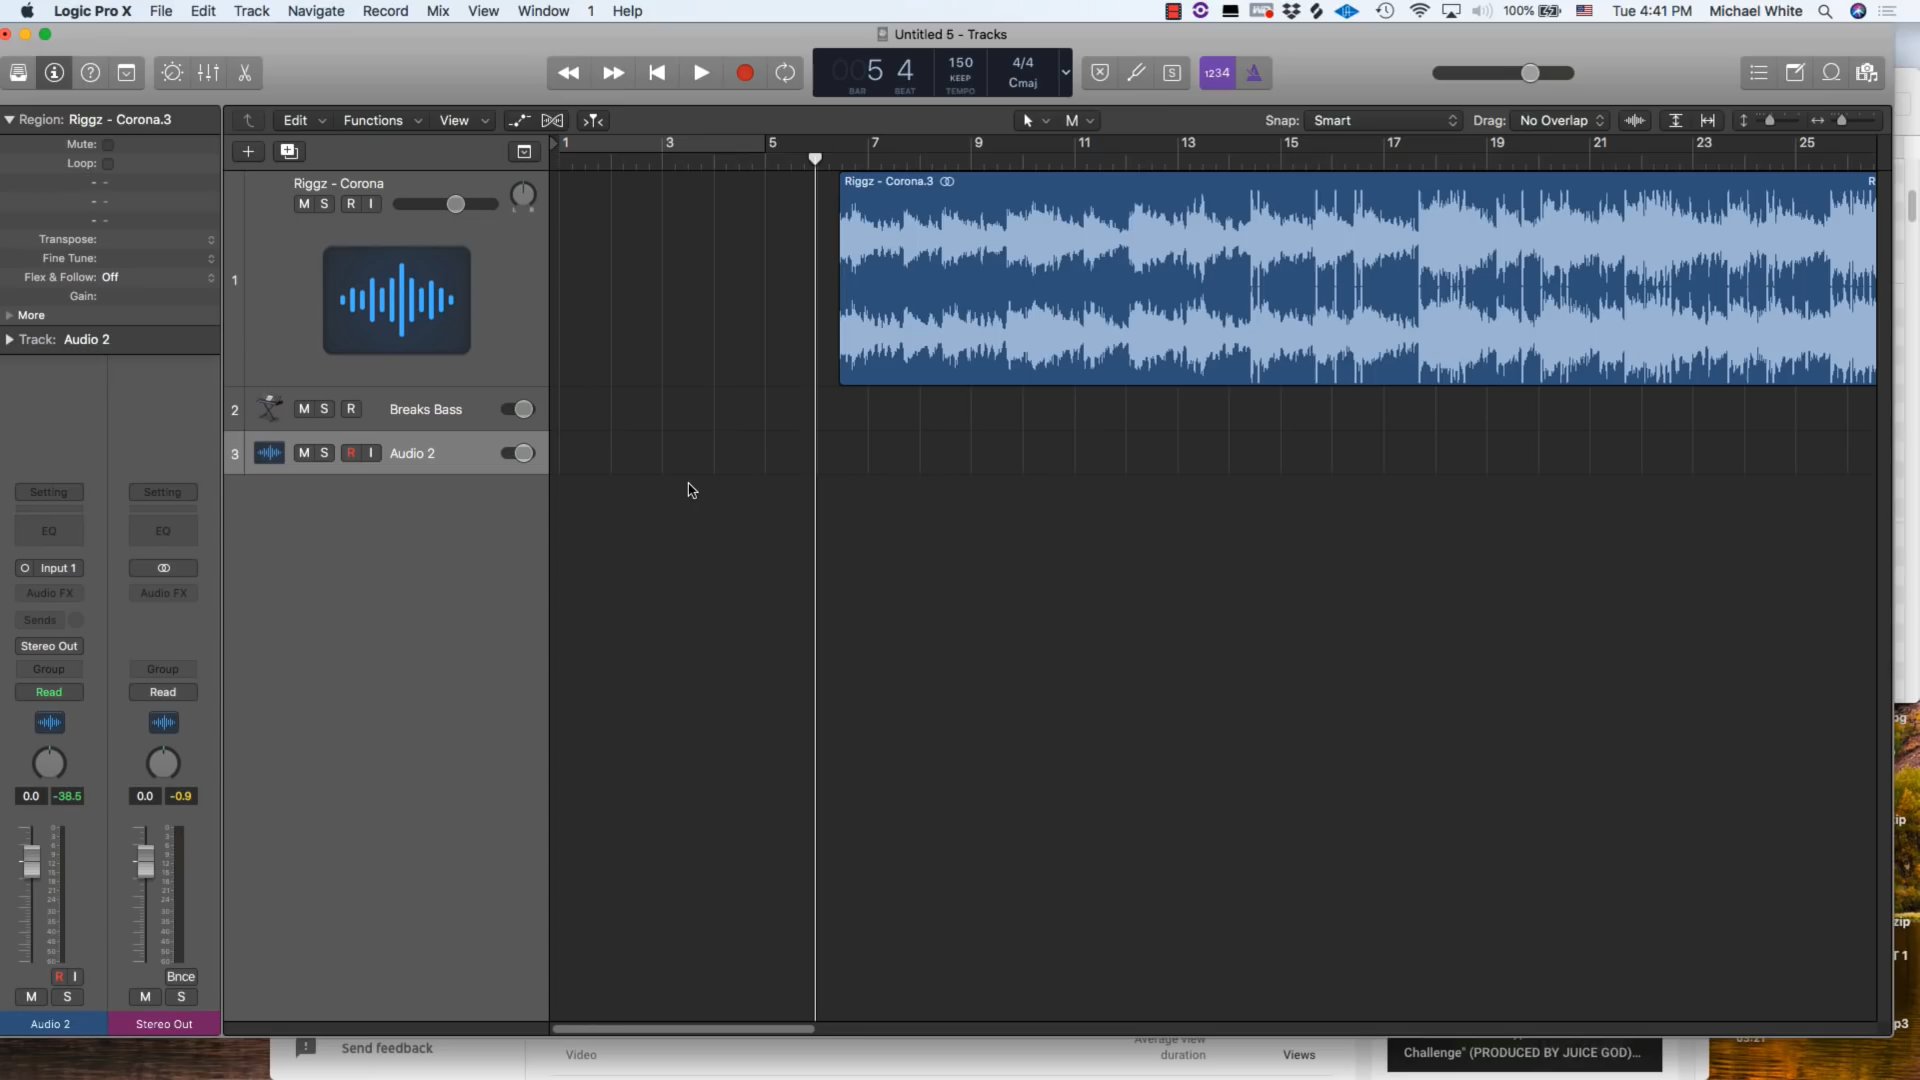 Logic Pro X File Edit Track Navigate Record Mix View Window 1 Help 100% Tue 4:41 PM Michael White
Untitled 5 - Tracks
005 4 150 4/4
KEEP Cmaj
BAR BEAT TEMPO
S 1234
Region: Riggz - Corona.3 Edit Functions View M Snap: Smart Drag: No Overlap
Mute:
Loop:
1 3 5 7 9 11 13 15 17 19 21 23 25
- -
- -
- -
Riggz - Corona Riggz - Corona.3 R
M S R I L R
Transpose:
Fine Tune:
Flex & Follow: Off
Gain:
1
More
Track: Audio 2
2 M S R Breaks Bass
3 M S R I Audio 2
Setting Setting
EQ EQ
Input 1
Audio FX Audio FX
Sends
Stereo Out
Group Group
Read Read
0.0 -38.5 0.0 -0.9
R I Bnce
M S M S
Audio 2 Stereo Out
Send feedback Video Average view
duration Views Challenge" (PRODUCED BY JUICE GOD)...
og
ip
zip
T 1
p3